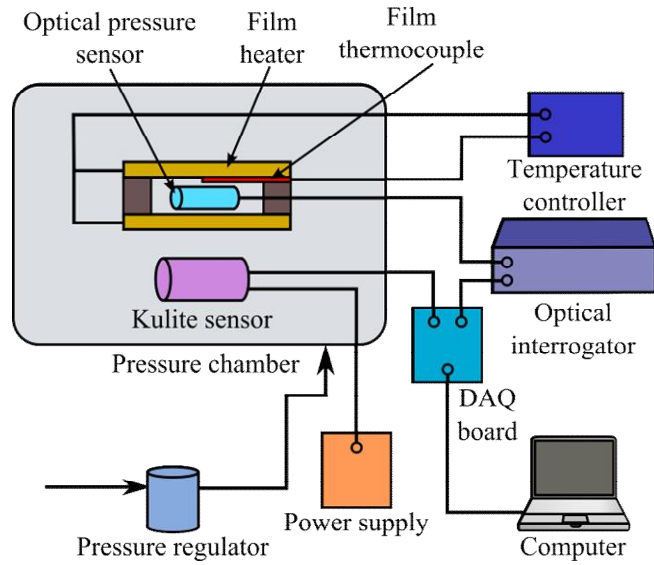 Optical pressure
sensor
Film
heater
Film
thermocouple
Temperature
controller
Optical
interrogator
Kulite sensor
Pressure chamber
DAQ
board
Power supply
Pressure regulator
Computer